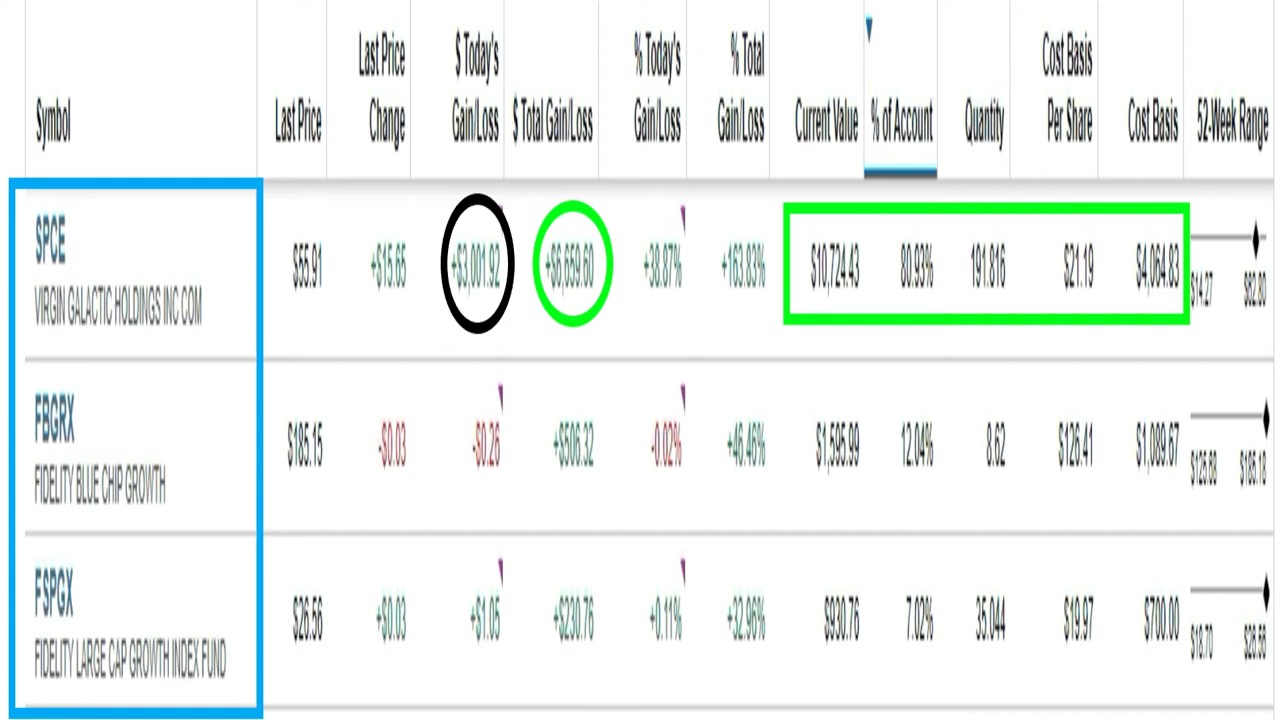 Symbol Last Price Last Price Change $ Today's Gain/Loss $ Total Gain/Loss % Today's Gain/Loss % Total Gain/Loss Current Value % of Account Quantity Cost Basis Per Share Cost Basis 52-Week Range
SPCE $55.91 +$15.65 +$3,001.92 +$6,659.60 +38.87% +163.83% $10,724.43 80.93% 191.816 $21.19 $4,064.83
VIRGIN GALACTIC HOLDINGS INC COM $14.27 $62.80
FBGRX $185.15 -$0.03 -$0.26 +$506.32 -0.02% +46.46% $1,595.99 12.04% 8.62 $126.41 $1,089.67
FIDELITY BLUE CHIP GROWTH $125.68 $185.18
FSPGX $26.56 +$0.03 +$1.05 +$230.76 +0.11% +32.96% $930.76 7.02% 35.044 $19.97 $700.00
FIDELITY LARGE CAP GROWTH INDEX FUND $18.70 $26.56